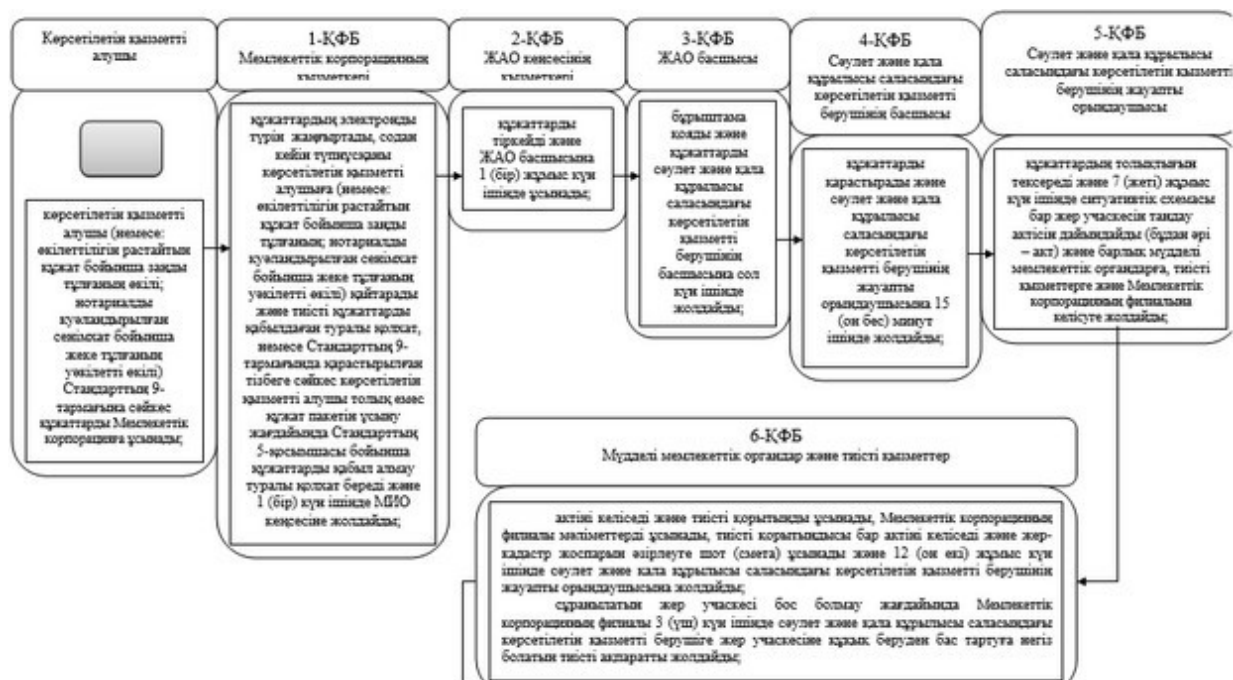 Көрсетілетін қызметті
алушы
1-ҚФБ
Мемлекеттік корпорацияның
қызметкері
2-ҚФБ
ЖАО кеңсесінің
қызметкері
3-ҚФБ
ЖАО басшысы
4-ҚФБ
Сәулет және қала
құрылысы саласындағы
көрсетілетін қызметті
берушінің басшысы
5-ҚФБ
Сәулет және қала құрылысы
саласындағы көрсетілетін қызметті
берушінің жауапты
орындаушысы
көрсетілетін қызметті
алушы (немесе:
өкілеттілігін растайтын
құжат бойынша заңды
тұлғаның өкілі;
нотариалды
куәландырылған
сенімхат бойынша
жеке тұлғаның
уәкілетті өкілі)
Стандарттың 9-
тармағына сәйкес
құжаттарды Мемлекеттік
корпорацияға ұсынады;
құжаттардың электронды
түрін жаңғыртады, содан
кейін түпнұсқаны
көрсетілетін қызметті
алушыға (немесе:
өкілеттілігін растайтын
құжат бойынша заңды
тұлғаның; нотариалды
куәландырылған сенімхат
бойынша жеке тұлғаның
уәкілетті өкілі) қайтарады
және тиісті құжаттарды
қабылдаған туралы қолхат,
немесе Стандарттың 9-
тармағында қарастырылған
тізбеге сәйкес көрсетілетін
қызметті алушы толық емес
құжат пакетін ұсыну
жағдайында Стандарттың
5-қосымшасы бойынша
құжаттарды қабыл алмау
туралы қолхат береді және
1 (бір) күн ішінде МИО
кеңсесіне жолдайды;
құжаттарды
тіркейді және
ЖАО басшысына
1 (бір) жұмыс күн
ішінде ұсынады;
бұрыштама
қояды және
құжаттарды
сәулет және қала
құрылысы
саласындағы
көрсетілетін
қызметті
берушінің
басшысына сол
күн ішінде
жолдайды;
құжаттарды
қарастырады және
сәулет және қала
құрылысы
саласындағы
көрсетілетін
қызметті берушінің
жауапты
орындаушысына 15
(он бес) минут
ішінде жолдайды;
құжаттардың толықтығын
тексереді және 7 (жеті) жұмыс
күн ішінде ситуативтік схемасы
бар жер учаскесін таңдау
актісін дайындайды (бұдан әрі
– акт) және барлық мүдделі
мемлекеттік органдарға, тиісті
қызметтерге және Мемлекеттік
корпорацияның филиалына
келісуге жолдайды;
6-ҚФБ
Мүдделі мемлекеттік органдар және тиісті қызметтер
актіні келіседі және тиісті қорытынды ұсынады, Мемлекеттік корпорацияның
филиалы мәліметтерді ұсынады, тиісті қорытындысы бар актіні келіседі және жер-
кадастр жоспарын әзірлеуге шот (смета) ұсынады және 12 (он екі) жұмыс күн
ішінде сәулет және қала құрылысы саласындағы көрсетілетін қызметті берушінің
жауапты орындаушысына жолдайды;
сұранылатын жер учаскесі бос болмау жағдайында Мемлекеттік
корпорацияның филиалы 3 (үш) күн ішінде сәулет және қала құрылысы саласындағы
көрсетілетін қызметті берушіге жер учаскесіне құқық беруден бас тартуға негіз
болатын тиісті ақпаратты жолдайды;